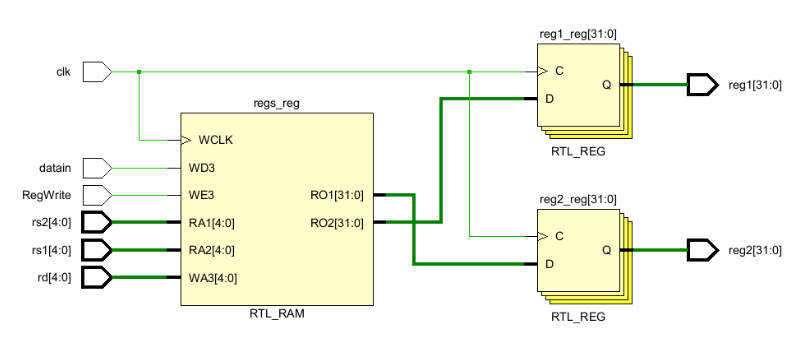 reg1_reg[31:0]
clk
C
Q
reg1[31:0]
D
regs_reg
RTL_REG
WCLK
datain
WD3
RegWrite
WE3
RO1[31:0]
reg2_reg[31:0]
rs2[4:0]
RA1[4:0]
RO2[31:0]
C
rs1[4:0]
RA2[4:0]
Q
reg2[31:0]
D
rd[4:0]
WA3[4:0]
RTL_RAM
RTL_REG